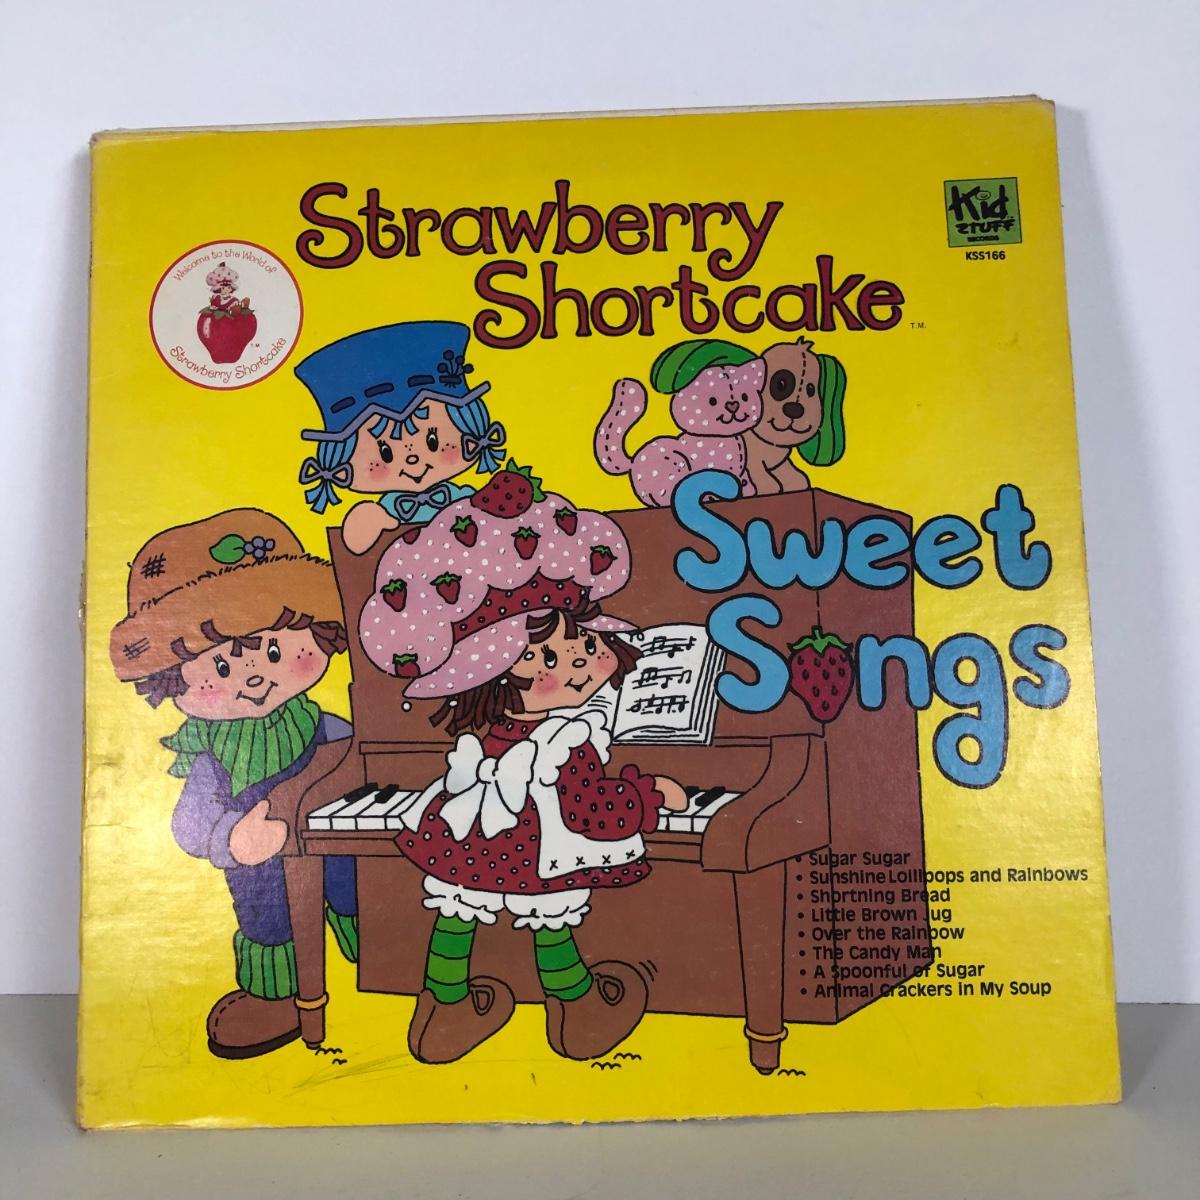 Strawberry
Shortcake
T.M.
Kid
STUFF
RECORDS
KSS166
Welcome to the World of
T.M.
Strawberry Shortcake
Sweet
Songs
• Sugar Sugar
• Sunshine Lollipops and Rainbows
• Shortning Bread
• Little Brown Jug
• Over the Rainbow
• The Candy Man
• A Spoonful of Sugar
• Animal Crackers in My Soup